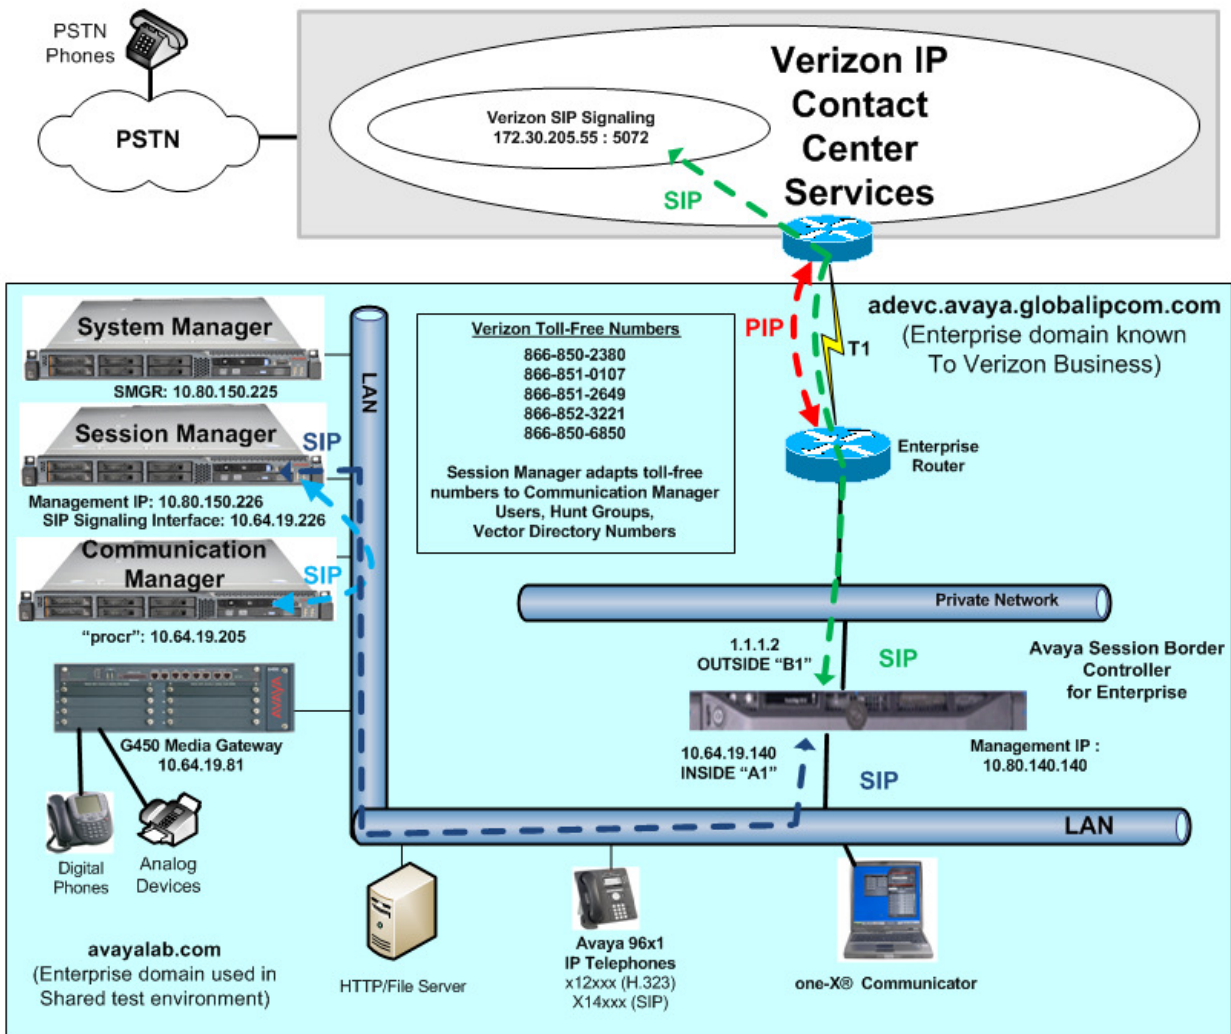 PSTN
Phones
PSTN
Verizon IP
Contact
Center
Services
Verizon SIP Signaling
172.30.205.55 : 5072
SIP
adevc.avaya.globalipcom.com
(Enterprise domain known
To Verizon Business)
PIP
T1
Enterprise
Router
System Manager
SMGR: 10.80.150.225
Session Manager
SIP
Management IP: 10.80.150.226
SIP Signaling Interface: 10.64.19.226
Communication
Manager
SIP
"procr": 10.64.19.205
AVAYA
G450 Media Gateway
10.64.19.81
Digital
Phones
Analog
Devices
LAN
Verizon Toll-Free Numbers
866-850-2380
866-851-0107
866-851-2649
866-852-3221
866-850-6850
Session Manager adapts toll-free
numbers to Communication Manager
Users, Hunt Groups,
Vector Directory Numbers
Private Network
1.1.1.2
OUTSIDE "B1"
SIP
Avaya Session Border
Controller
for Enterprise
10.64.19.140
INSIDE "A1"
SIP
Management IP :
10.80.140.140
LAN
avayalab.com
(Enterprise domain used in
Shared test environment)
HTTP/File Server
Avaya 96x1
IP Telephones
x12xxx (H.323)
X14xxx (SIP)
one-X® Communicator